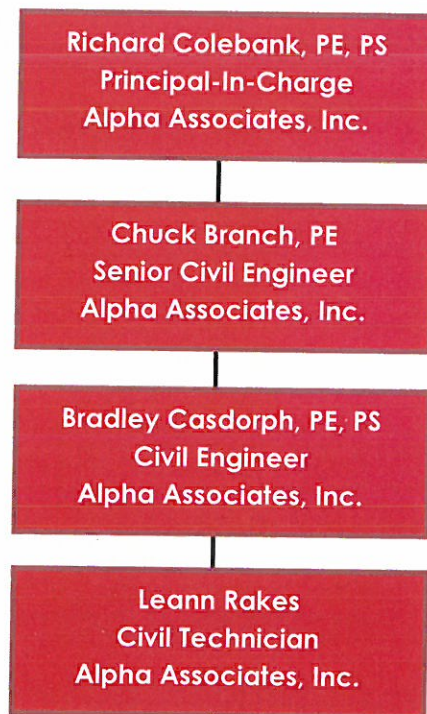 Richard Colebank, PE, PS
Principal-In-Charge
Alpha Associates, Inc.
Chuck Branch, PE
Senior Civil Engineer
Alpha Associates, Inc.
Bradley Casdorph, PE, PS
Civil Engineer
Alpha Associates, Inc.
Leann Rakes
Civil Technician
Alpha Associates, Inc.